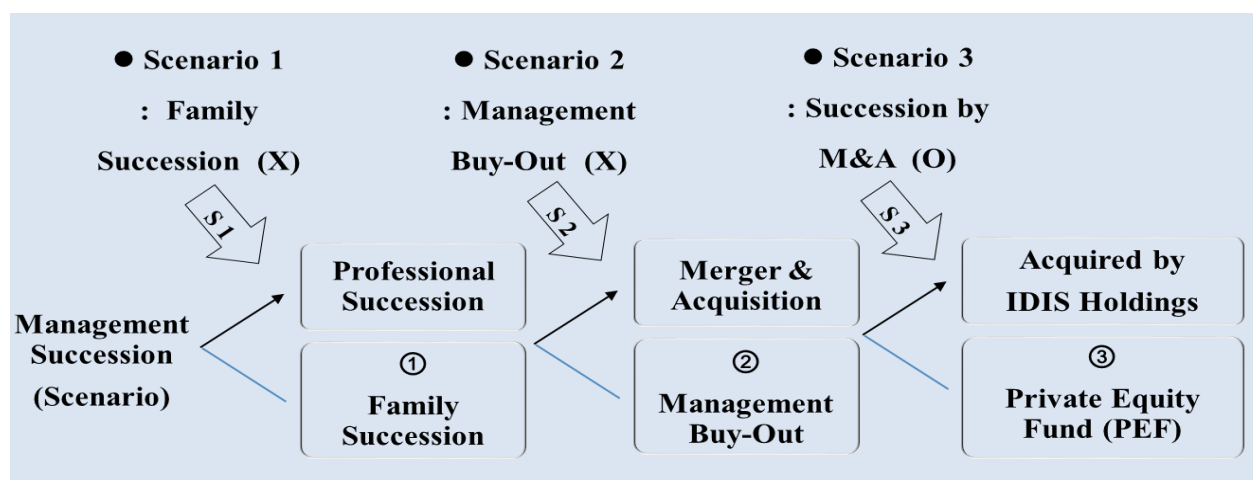 ● Scenario 1
: Family
Succession (X)
● Scenario 2
: Management
Buy-Out (X)
● Scenario 3
: Succession by
M&A (O)
S1
S2
S3
Management
Succession
(Scenario)
Professional
Succession
①
Family
Succession
Merger &
Acquisition
②
Management
Buy-Out
Acquired by
IDIS Holdings
③
Private Equity
Fund (PEF)